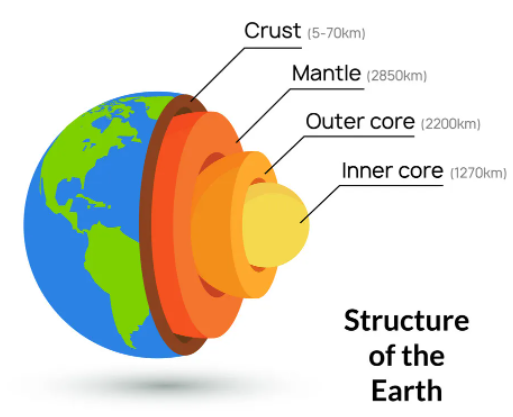 Crust (5-70km)
Mantle (2850km)
Outer core (2200km)
Inner core (1270km)
Structure
of the
Earth